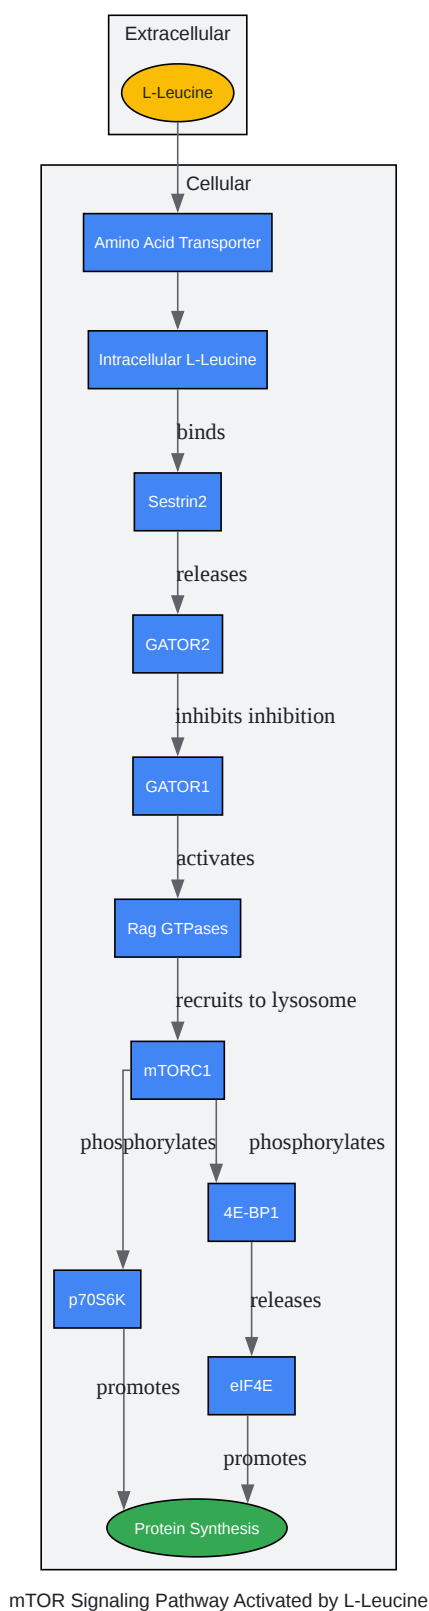 Extracellular
L-Leucine
Cellular
Amino Acid Transporter
Intracellular L-Leucine
binds
Sestrin2
releases
GATOR2
inhibits inhibition
GATOR1
activates
Rag GTPases
recruits to lysosome
mTORC1
phosphorylates
phosphorylates
4E-BP1
p70S6K
releases
eIF4E
promotes
promotes
Protein Synthesis
mTOR Signaling Pathway Activated by L-Leucine